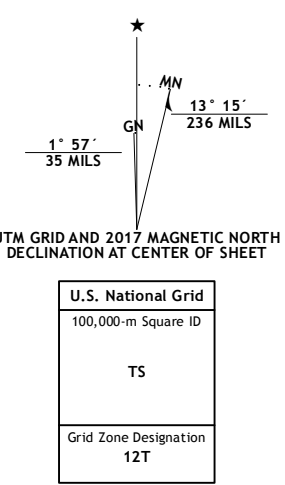 ★
MN
GN
13° 15´
236 MILS
1° 57´
35 MILS
UTM GRID AND 2017 MAGNETIC NORTH
DECLINATION AT CENTER OF SHEET
U.S. National Grid
100,000-m Square ID
TS
Grid Zone Designation
12T